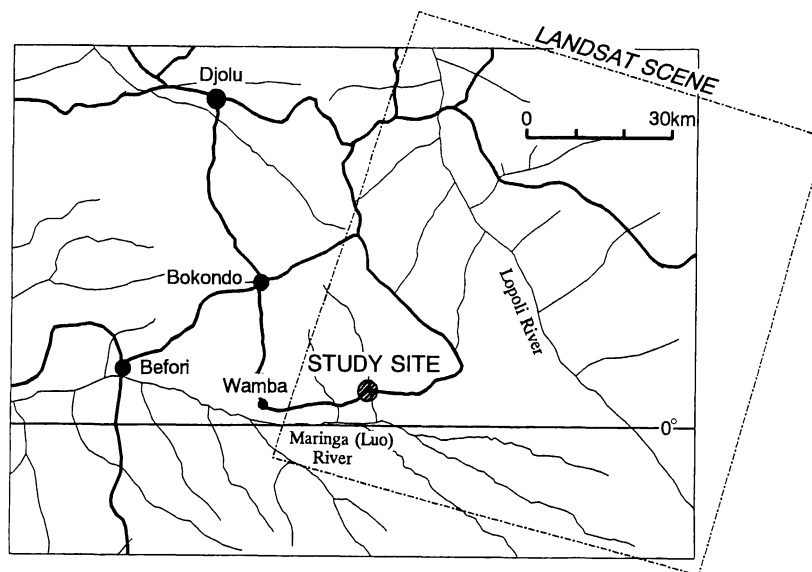 LANDSAT SCENE
Djolu
0 30km
Bokondo
Lopoli River
STUDY SITE
Befori
Wamba
0°
Maringa (Luo)
River